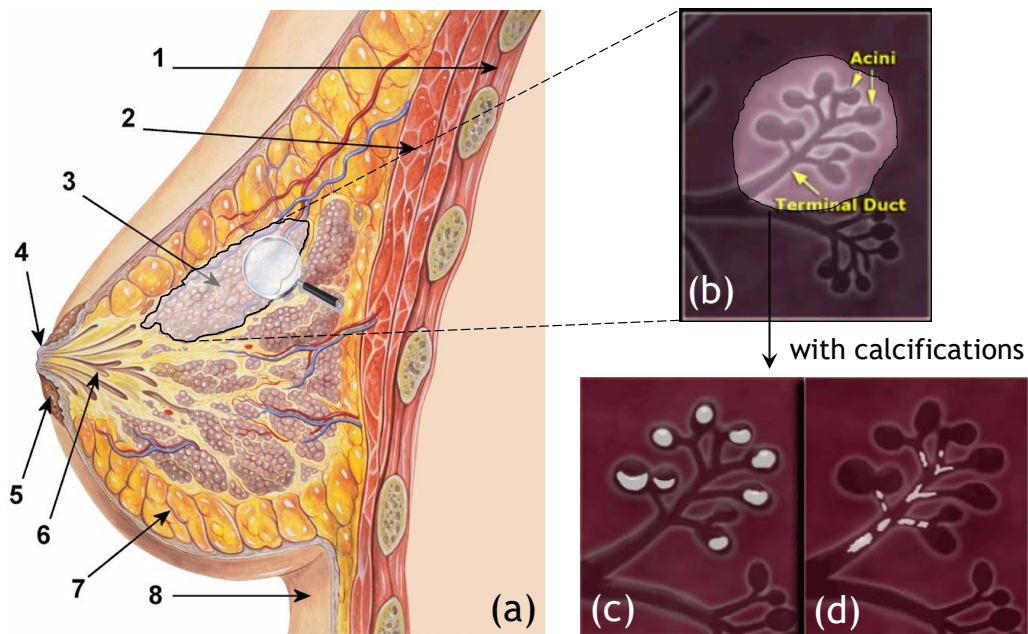 1
2
3
4
5
6
7
8
(a)
Acini
Terminal Duct
(b)
with calcifications
(c)
(d)